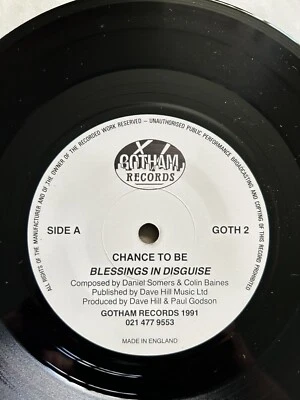 ALL RIGHTS OF THE MANUFACTURER AND OF THE OWNER OF THE RECORDED WORK RESERVED – UNAUTHORISED PUBLIC PERFORMANCE BROADCASTING AND COPYING OF THIS RECORD PROHIBITED
GOTHAM
RECORDS
SIDE A
GOTH 2
CHANCE TO BE
BLESSINGS IN DISGUISE
Composed by Daniel Somers & Colin Baines
Published by Dave Hill Music Ltd
Produced by Dave Hill & Paul Godson
GOTHAM RECORDS 1991
021 477 9553
MADE IN ENGLAND